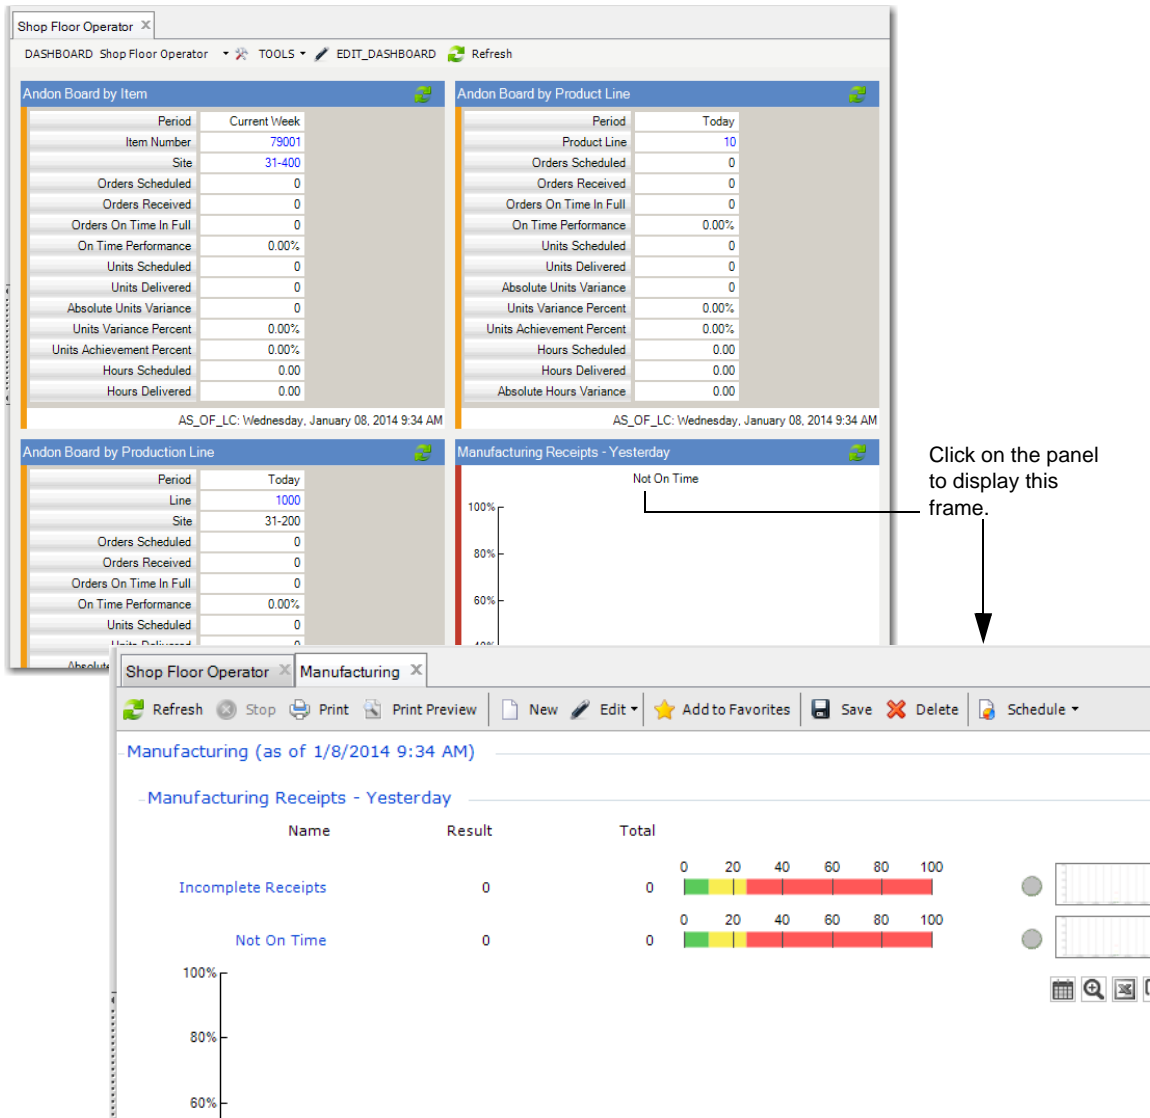 Shop Floor Operator
DASHBOARD Shop Floor Operator TOOLS EDIT_DASHBOARD Refresh
Andon Board by Item
Period Current Week
Item Number 79001
Site 31-400
Orders Scheduled 0
Orders Received 0
Orders On Time In Full 0
On Time Performance 0.00%
Units Scheduled 0
Units Delivered 0
Absolute Units Variance 0
Units Variance Percent 0.00%
Units Achievement Percent 0.00%
Hours Scheduled 0.00
Hours Delivered 0.00
AS_OF_LC: Wednesday, January 08, 2014 9:34 AM
Andon Board by Product Line
Period Today
Product Line 10
Orders Scheduled 0
Orders Received 0
Orders On Time In Full 0
On Time Performance 0.00%
Units Scheduled 0
Units Delivered 0
Absolute Units Variance 0
Units Variance Percent 0.00%
Units Achievement Percent 0.00%
Hours Scheduled 0.00
Hours Delivered 0.00
Absolute Hours Variance 0.00
AS_OF_LC: Wednesday, January 08, 2014 9:34 AM
Andon Board by Production Line
Period Today
Line 1000
Site 31-200
Orders Scheduled 0
Orders Received 0
Orders On Time In Full 0
On Time Performance 0.00%
Units Scheduled 0
Units Delivered 0
Absolute
Manufacturing Receipts - Yesterday
Not On Time
100%
80%
60%
40%
Click on the panel
to display this
frame.
Shop Floor Operator Manufacturing
Refresh Stop Print Print Preview New Edit Add to Favorites Save Delete Schedule
Manufacturing (as of 1/8/2014 9:34 AM)
Manufacturing Receipts - Yesterday
Name Result Total
0 20 40 60 80 100
Incomplete Receipts 0 0
0 20 40 60 80 100
Not On Time 0 0
100%
80%
60%